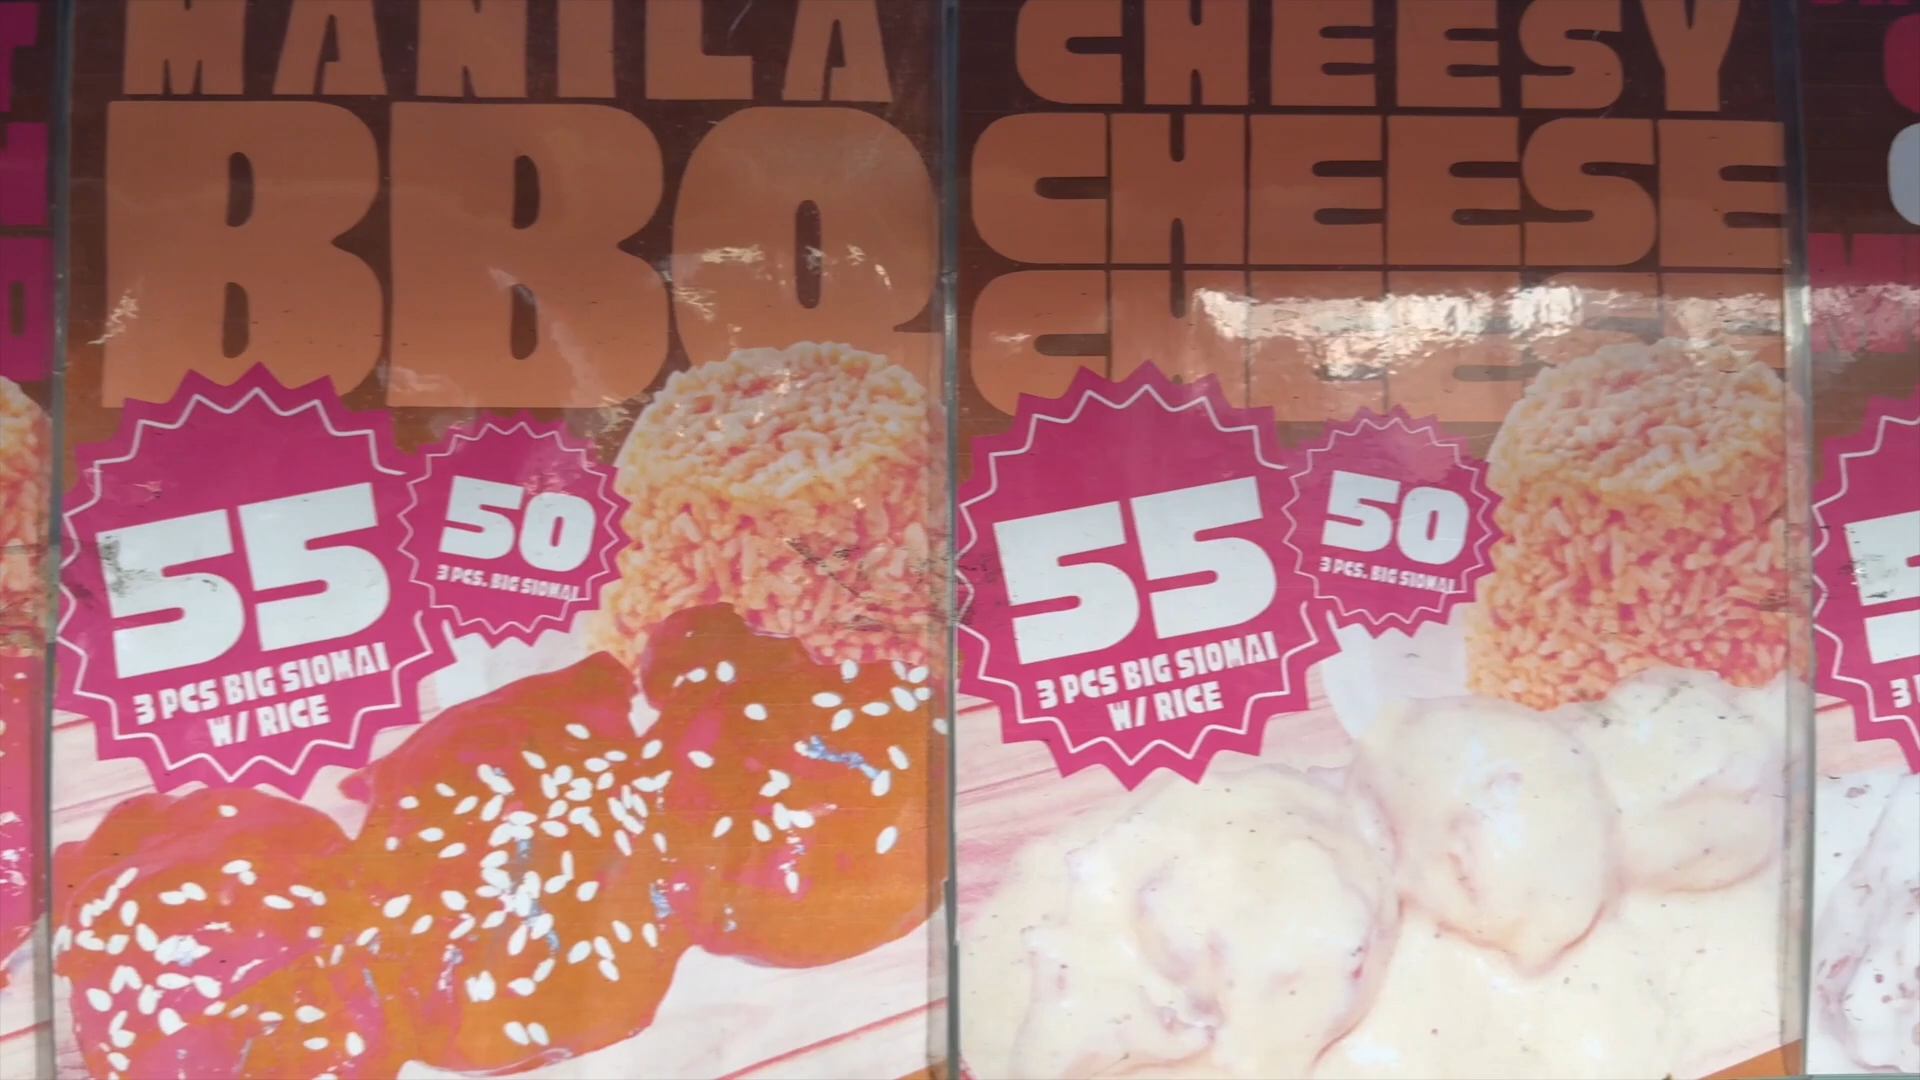 MANILA
BBQ
55
3 PCS BIG SIOMAI
W/ RICE
50
3 PCS. BIG SIOMAI
CHEESY
CHEESE
CHEESE
55
3 PCS BIG SIOMAI
W/ RICE
50
3 PCS. BIG SIOMAI